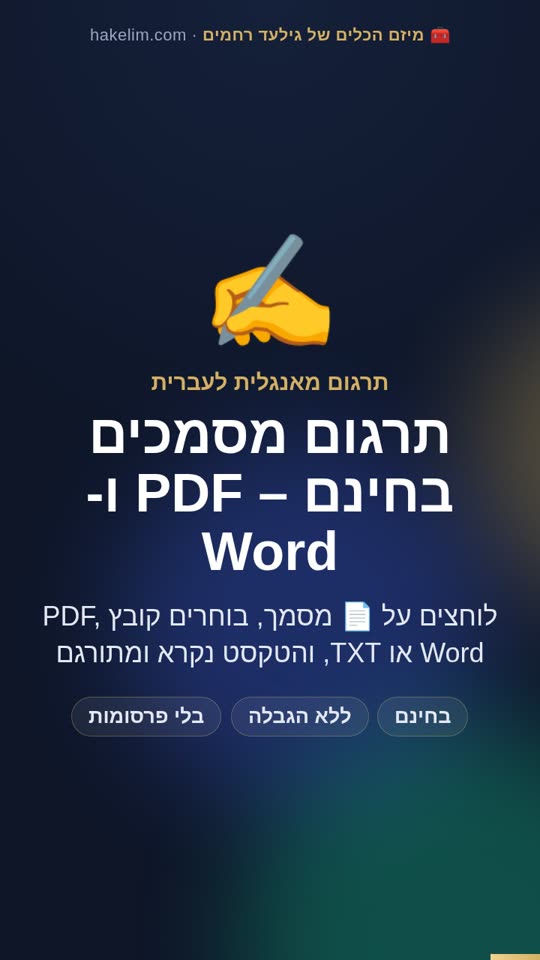 🧰 מיזם הכלים של גילעד רחמים · hakelim.com
תרגום מאנגלית לעברית
תרגום מסמכים
בחינם – PDF ו-
Word
לוחצים על 📄 מסמך, בוחרים קובץ PDF,
Word או TXT, והטקסט נקרא ומתורגם
בחינם
ללא הגבלה
בלי פרסומות